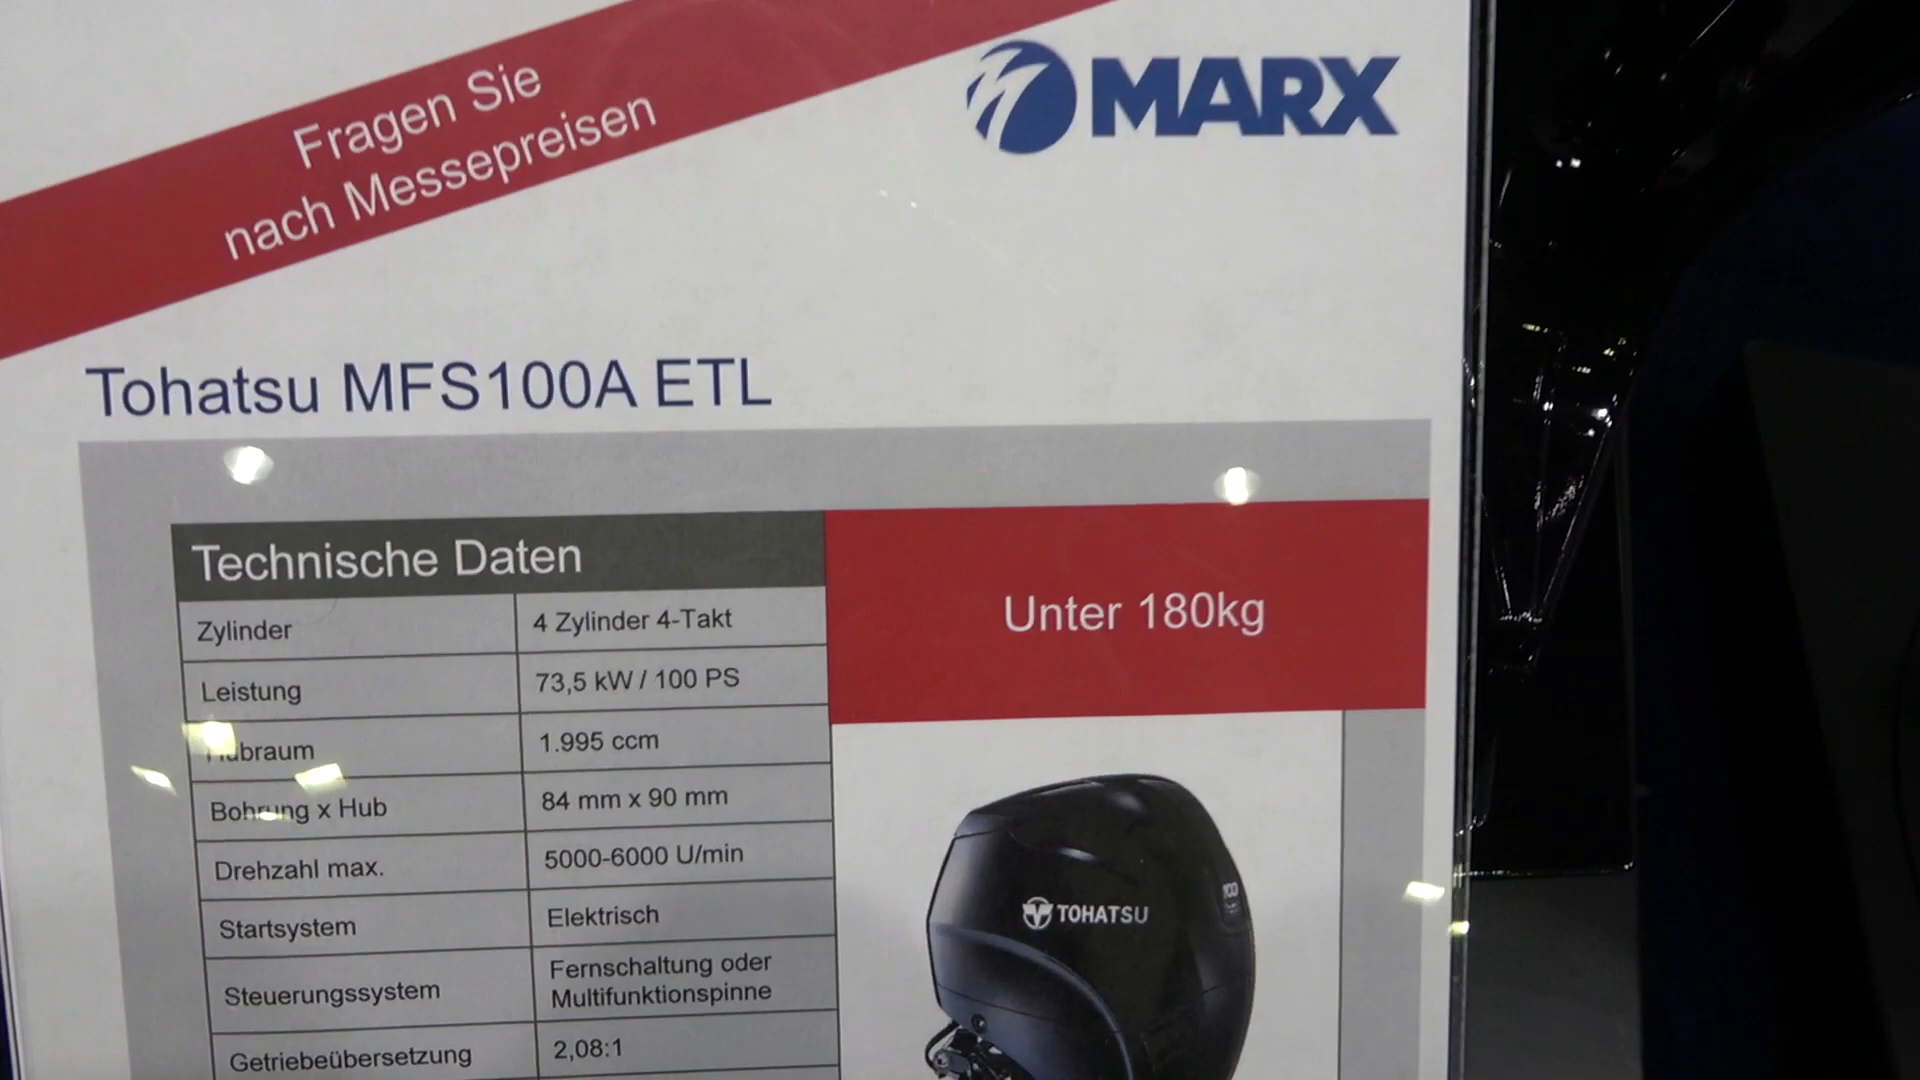 Fragen Sie
nach Messepreisen
MARX
Tohatsu MFS100A ETL
Technische Daten
Zylinder 4 Zylinder 4-Takt
Leistung 73,5 kW / 100 PS
Hubraum 1.995 ccm
Bohrung x Hub 84 mm x 90 mm
Drehzahl max. 5000-6000 U/min
Startsystem Elektrisch
Steuerungssystem Fernschaltung oder
Multifunktionspinne
Getriebeübersetzung 2,08:1
Unter 180kg
TOHATSU
100